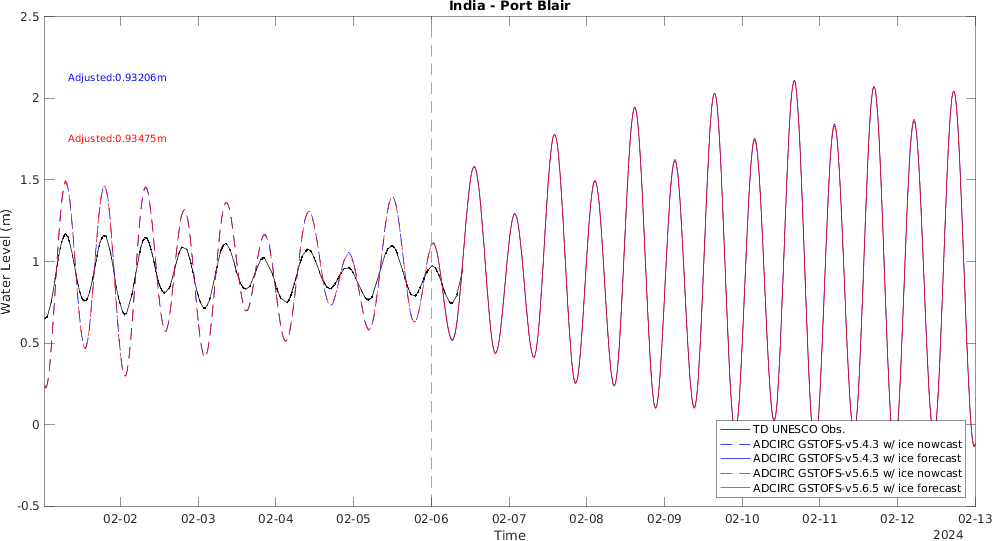 India - Port Blair
2.5
2
1.5
1
0.5
0
-0.5
Water Level (m)
Adjusted:0.93206m
Adjusted:0.93475m
TD UNESCO Obs.
ADCIRC GSTOFS-v5.4.3 w/ ice nowcast
ADCIRC GSTOFS-v5.4.3 w/ ice forecast
ADCIRC GSTOFS-v5.6.5 w/ ice nowcast
ADCIRC GSTOFS-v5.6.5 w/ ice forecast
02-02 02-03 02-04 02-05 02-06 02-07 02-08 02-09 02-10 02-11 02-12 02-13
Time
2024